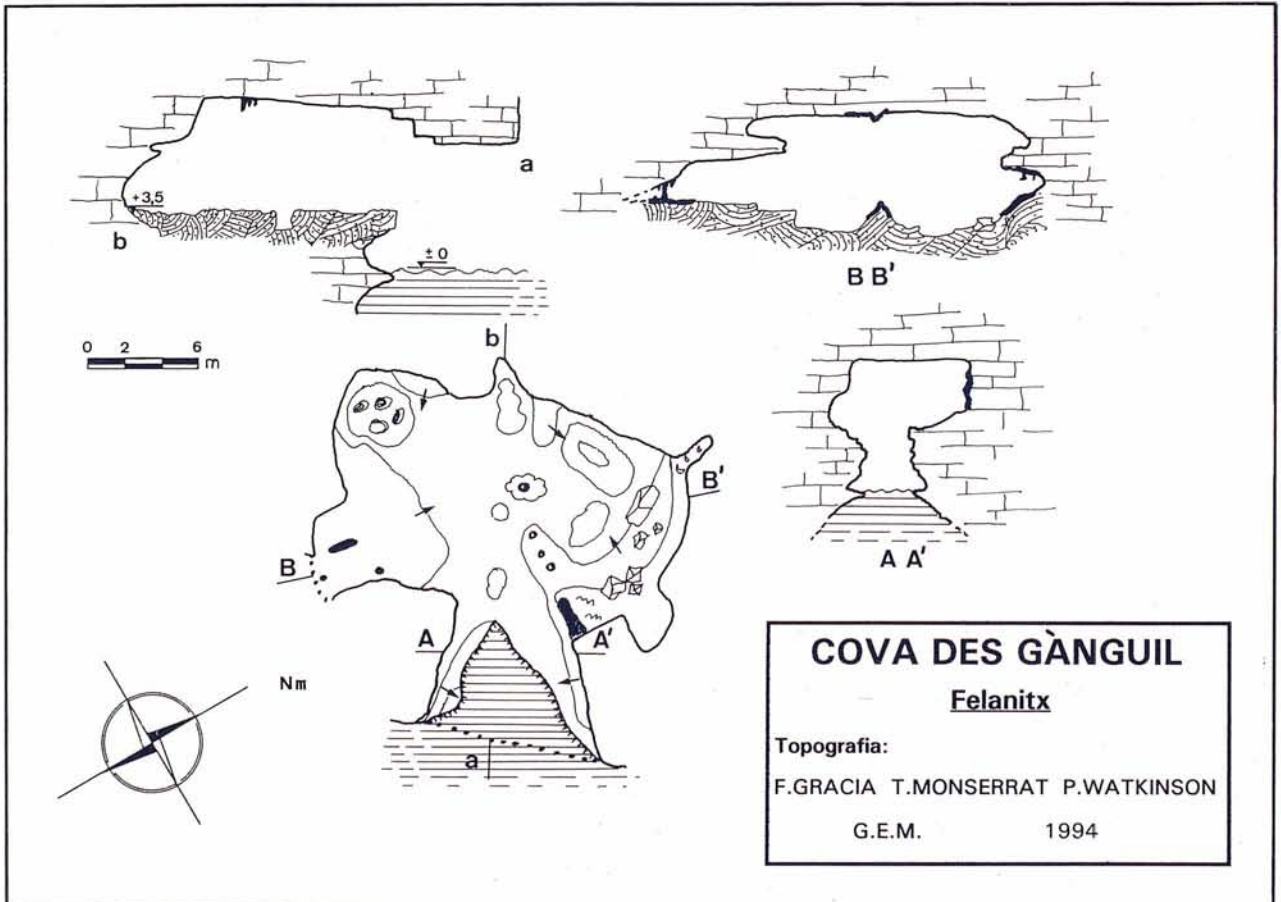 a
+3,5
b
± 0
B B'
0 2 6 m
b
A A'
B'
B
A
A'
Nm
a
COVA DES GÀNGUIL
Felanitx
Topografia:
F.GRACIA T.MONSERRAT P.WATKINSON
G.E.M. 1994